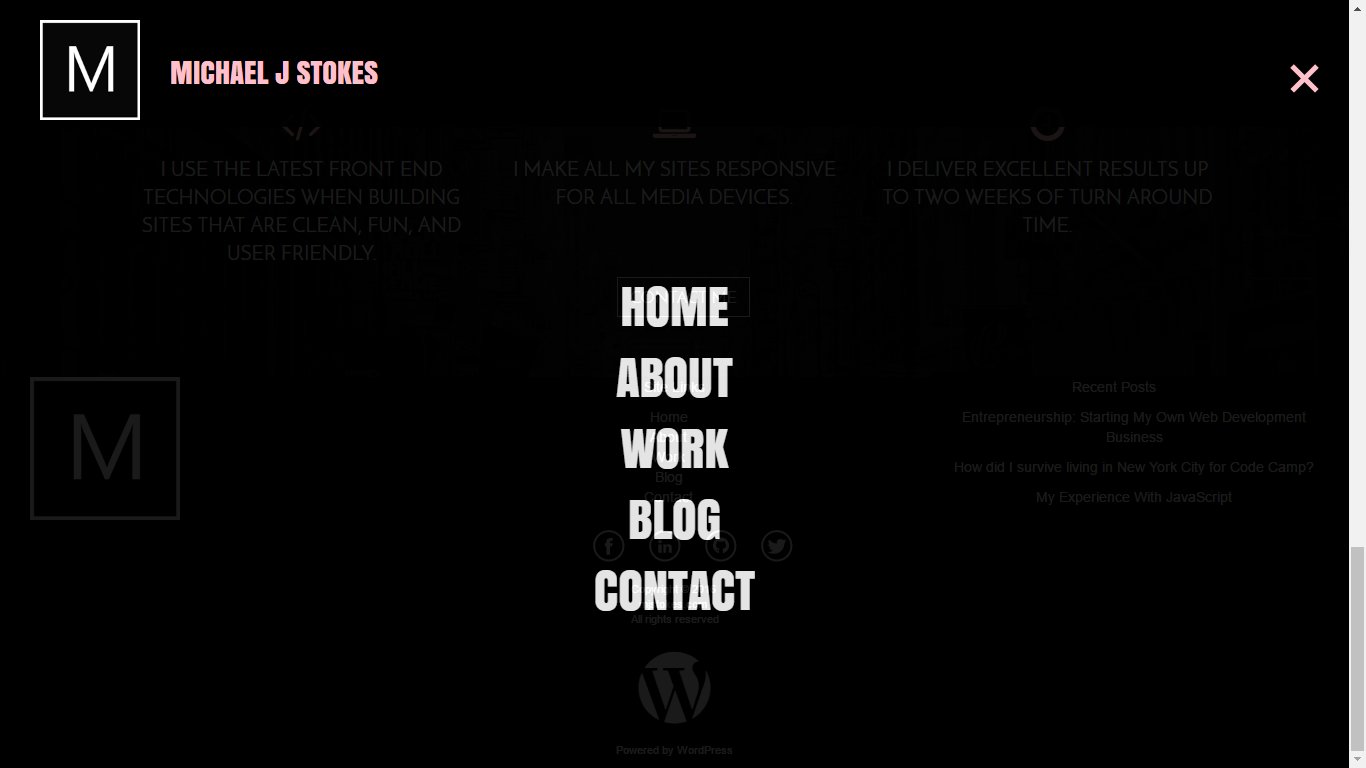 M
MICHAEL J STOKES
I USE THE LATEST FRONT END
TECHNOLOGIES WHEN BUILDING
SITES THAT ARE CLEAN, FUN, AND
USER FRIENDLY.
I MAKE ALL MY SITES RESPONSIVE
FOR ALL MEDIA DEVICES.
I DELIVER EXCELLENT RESULTS UP
TO TWO WEEKS OF TURN AROUND
TIME.
HOME
ABOUT
WORK
BLOG
CONTACT
M
Home
Blog
Contact
Recent Posts
Entrepreneurship: Starting My Own Web Development
Business
How did I survive living in New York City for Code Camp?
My Experience With JavaScript
All rights reserved
Powered by WordPress